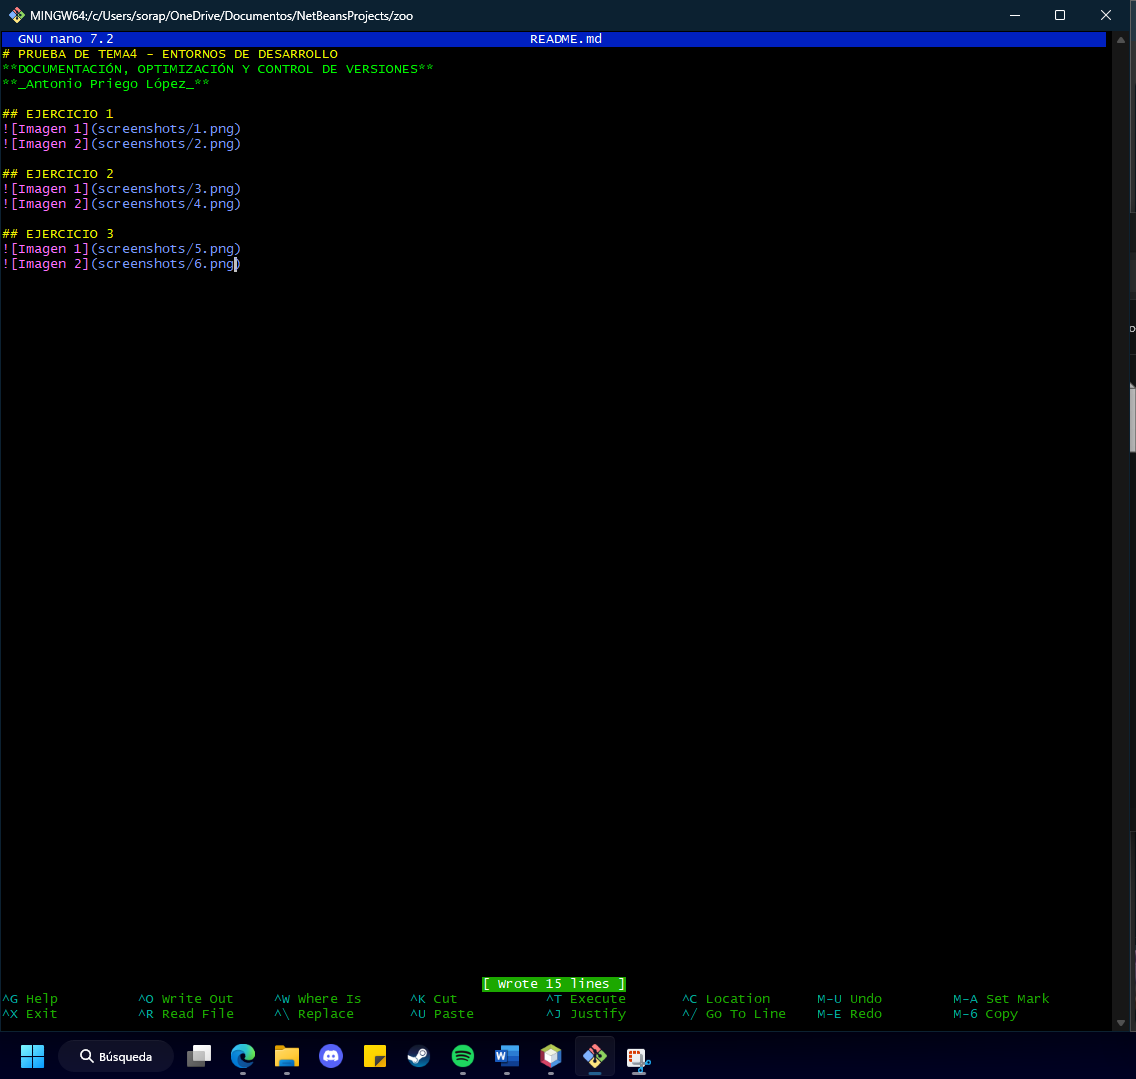 MINGW64:/c/Users/sorap/OneDrive/Documentos/NetBeansProjects/zoo
GNU nano 7.2 README.md
# PRUEBA DE TEMA4 - ENTORNOS DE DESARROLLO
**DOCUMENTACIÓN, OPTIMIZACIÓN Y CONTROL DE VERSIONES**
**_Antonio Priego López_**
## EJERCICIO 1
![Imagen 1](screenshots/1.png)
![Imagen 2](screenshots/2.png)
## EJERCICIO 2
![Imagen 1](screenshots/3.png)
![Imagen 2](screenshots/4.png)
## EJERCICIO 3
![Imagen 1](screenshots/5.png)
![Imagen 2](screenshots/6.png)
[ Wrote 15 lines ]
^G Help ^O Write Out ^W Where Is ^K Cut ^T Execute ^C Location M-U Undo M-A Set Mark
^X Exit ^R Read File ^\ Replace ^U Paste ^J Justify ^/ Go To Line M-E Redo M-6 Copy
Búsqueda